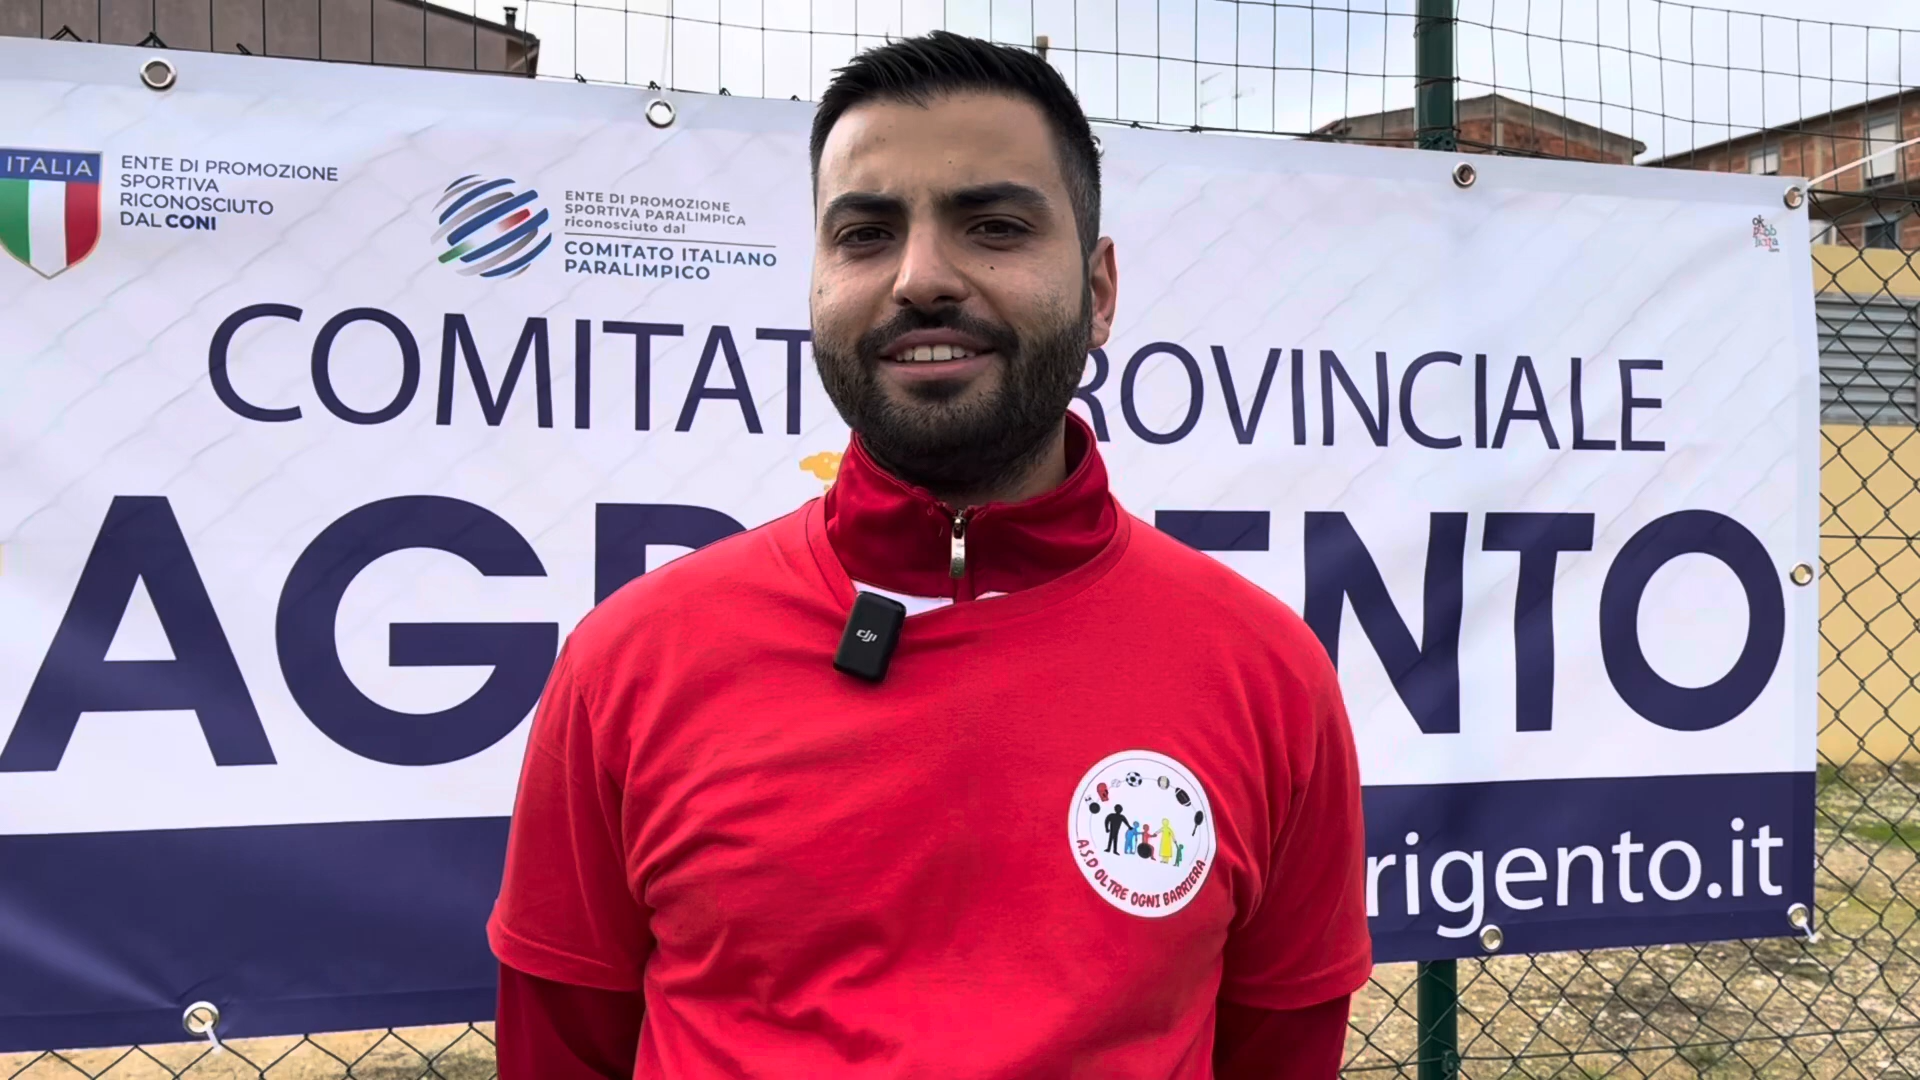 ITALIA
ENTE DI PROMOZIONE
SPORTIVA
RICONOSCIUTO
DAL CONI
ENTE DI PROMOZIONE
SPORTIVA PARALIMPICA
riconosciuto dal
COMITATO ITALIANO
PARALIMPICO
COMITAT ROVINCIALE
AG ENTO
rigento.it
dji
A.S.D OLTRE OGNI BARRIERA